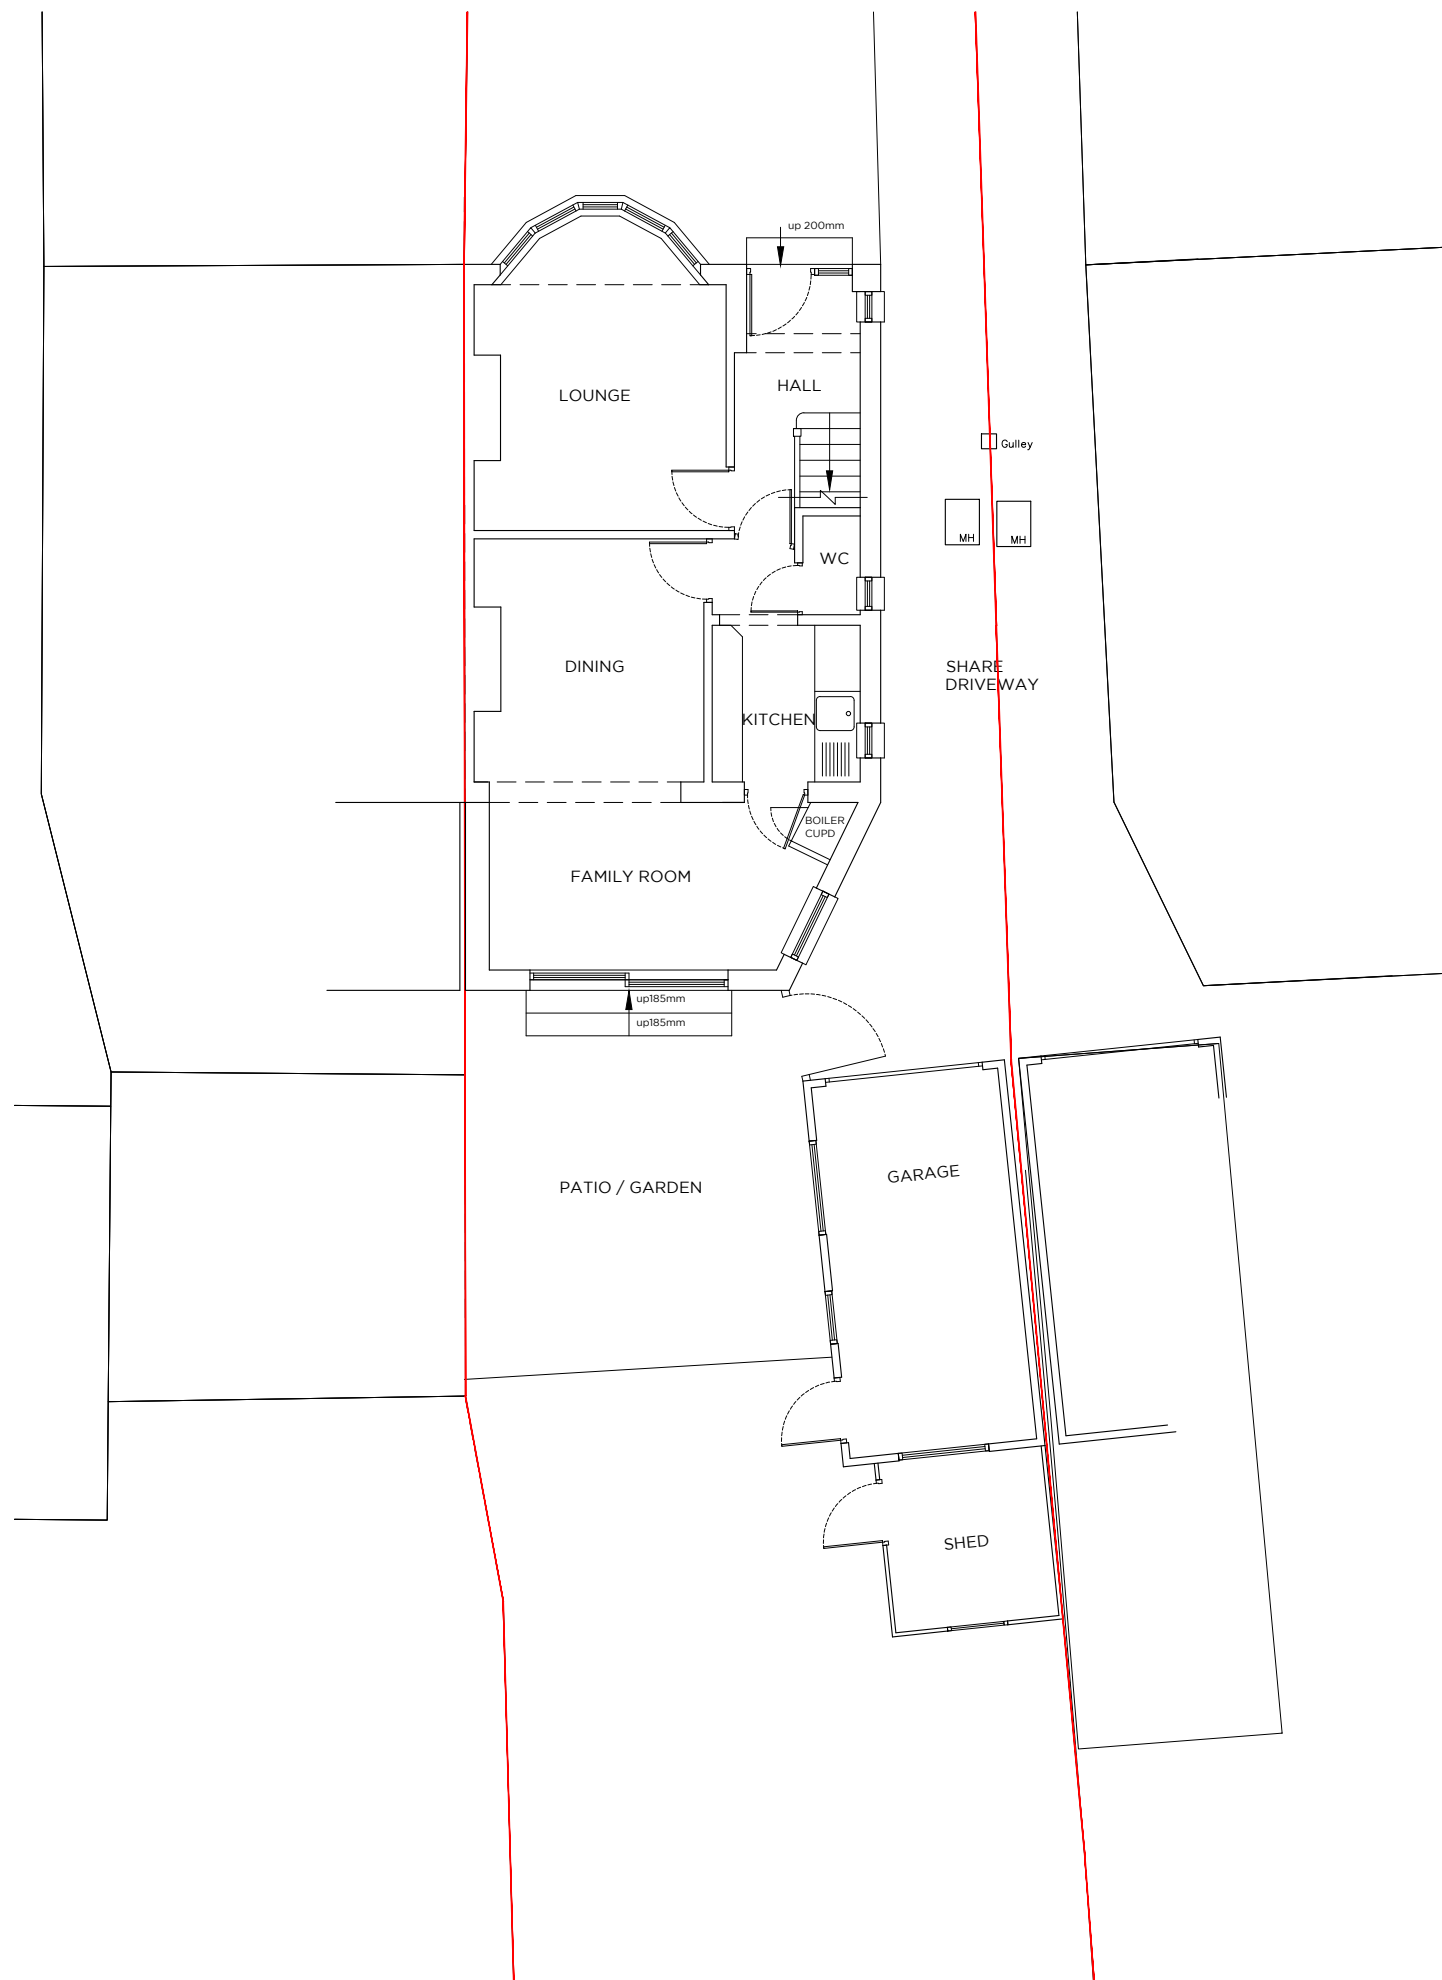 up 200mm
HALL
LOUNGE
Gulley
MH
MH
WC
DINING
SHARE
DRIVEWAY
KITCHEN
BOILER
CUPD
FAMILY ROOM
up185mm
up185mm
GARAGE
PATIO / GARDEN
SHED